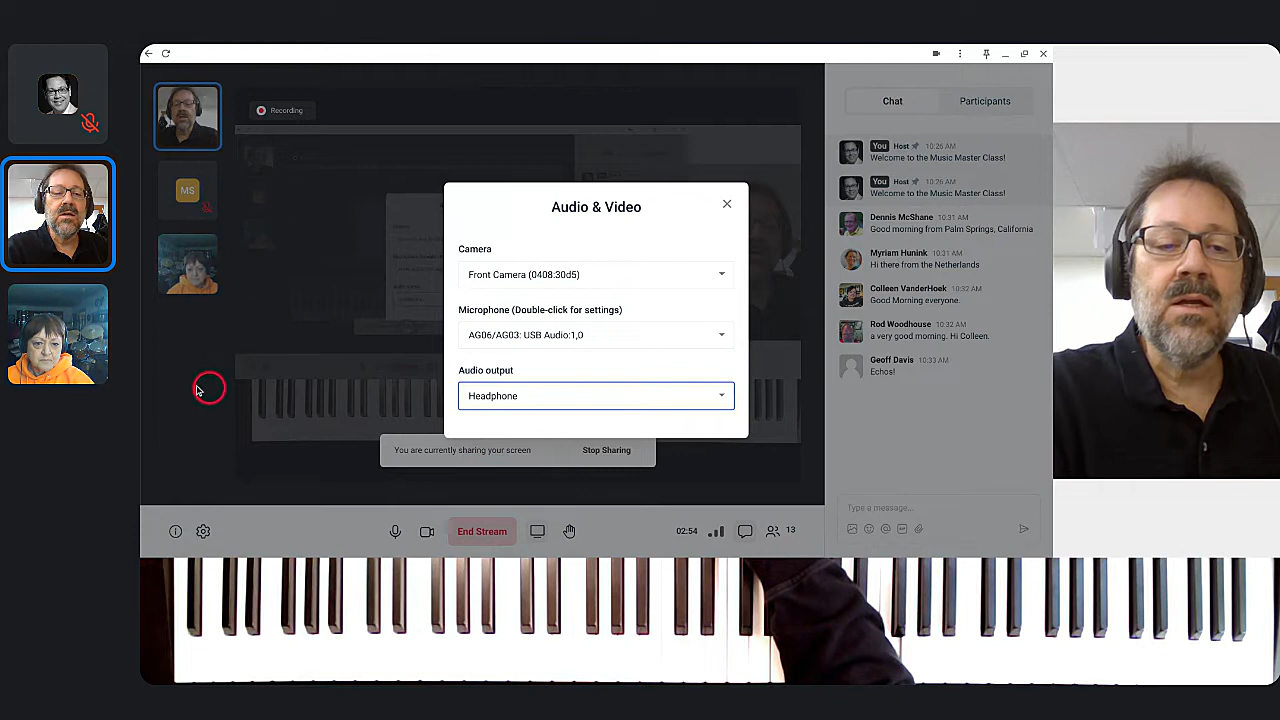 Recording
MS
Audio & Video
Camera
Front Camera (0408:30d5)
Microphone (Double-click for settings)
AG06/AG03: USB Audio:1,0
Audio output
Headphone
You are currently sharing your screen
Stop Sharing
End Stream
02:54
13
Chat
Participants
You Host 10:26 AM
Welcome to the Music Master Class!
You Host 10:26 AM
Welcome to the Music Master Class!
Dennis McShane 10:31 AM
Good morning from Palm Springs, California
Myriam Hunink 10:31 AM
Hi there from the Netherlands
Colleen VanderHoek 10:32 AM
Good Morning everyone.
Rod Woodhouse 10:32 AM
a very good morning. Hi Colleen.
Geoff Davis 10:33 AM
Echos!
Type a message...